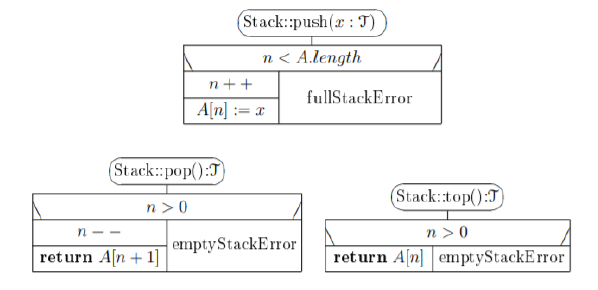 Stack::push(x : 𝒯)
n < A.length
n + +
fullStackError
A[n] := x
Stack::pop():𝒯
n > 0
n − −
emptyStackError
return A[n + 1]
Stack::top():𝒯
n > 0
return A[n]
emptyStackError